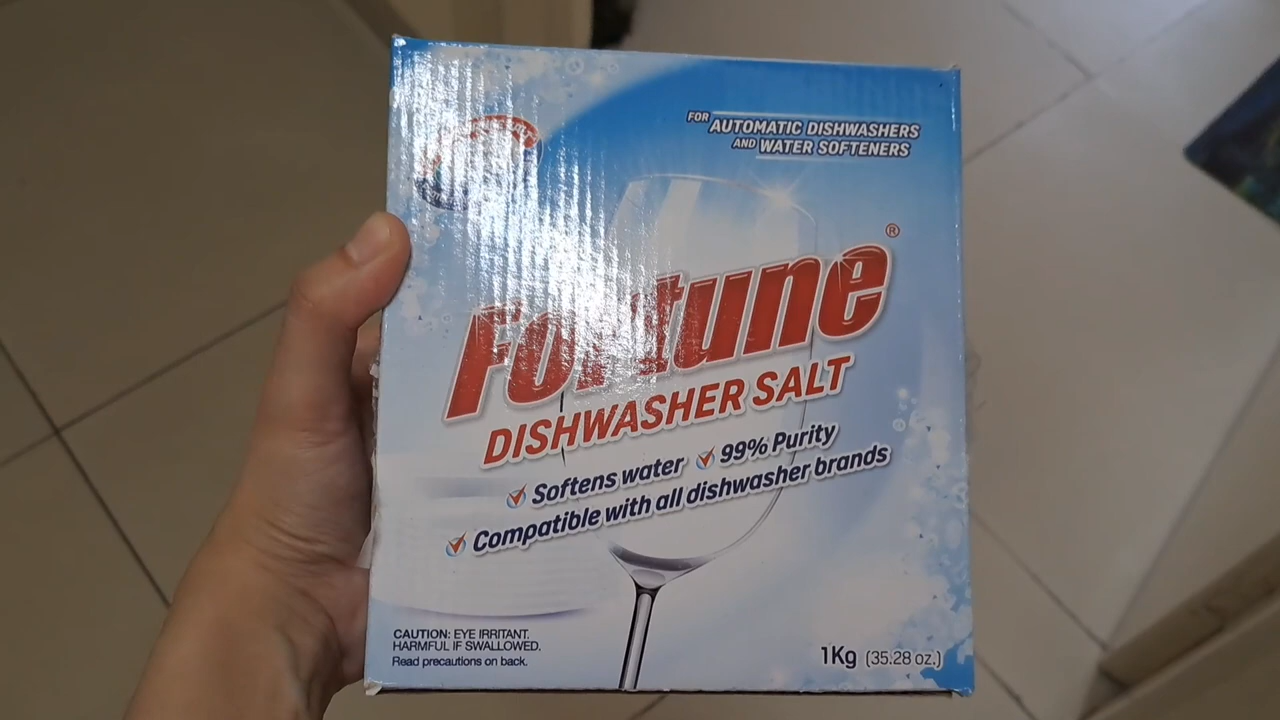 FOR AUTOMATIC DISHWASHERS
AND WATER SOFTENERS
Fortune®
DISHWASHER SALT
Softens water 99% Purity
Compatible with all dishwasher brands
CAUTION: EYE IRRITANT.
HARMFUL IF SWALLOWED.
Read precautions on back.
1Kg (35.28 oz.)